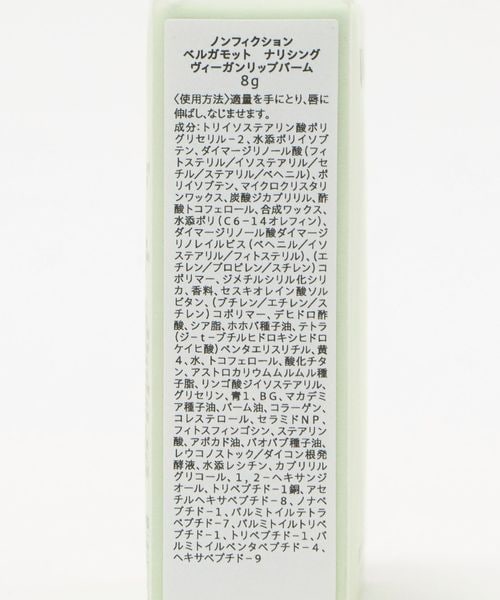 ノンフィクション
ベルガモット　ナリシング
ヴィーガンリップバーム
8g
〈使用方法〉適量を手にとり、唇に
伸ばし、なじませます。
成分：トリイソステアリン酸ポリ
グリセリル-2、水添ポリイソブ
テン、ダイマージリノール酸（フィ
トステリル／イソステアリル／セ
チル／ステアリル／ベヘニル）、ポ
リイソブテン、マイクロクリスタリ
ンワックス、炭酸ジカプリリル、酢
酸トコフェロール、合成ワックス、
水添ポリ（C6-14オレフィン）、
ダイマージリノール酸ダイマージ
リノレイルビス（ベヘニル／イソ
ステアリル／フィトステリル）、（エ
チレン／プロピレン／スチレン）コ
ポリマー、ジメチルシリル化シリ
カ、香料、セスキオレイン酸ソル
ビタン、（ブチレン／エチレン／ス
チレン）コポリマー、デヒドロ酢
酸、シア脂、ホホバ種子油、テトラ
（ジ-t-ブチルヒドロキシヒドロ
ケイヒ酸）ペンタエリスリチル、黄
4、水、トコフェロール、酸化チタ
ン、アストロカリウムムルムル種
子脂、リンゴ酸ジイソステアリル、
グリセリン、青1、BG、マカデミ
ア種子油、パーム油、コラーゲン、
コレステロール、セラミドNP、
フィトスフィンゴシン、ステアリン
酸、アボカド油、バオバブ種子油、
レウコノストック／ダイコン根発
酵液、水添レシチン、カプリリル
グリコール、1，2-ヘキサンジ
オール、トリペプチド-1銅、アセ
チルヘキサペプチド-8、ノナペ
プチド-1、パルミトイルテトラ
ペプチド-7、パルミトイルトリペ
プチド-1、トリペプチド-1、パ
ルミトイルペンタペプチド-4、
ヘキサペプチド-9